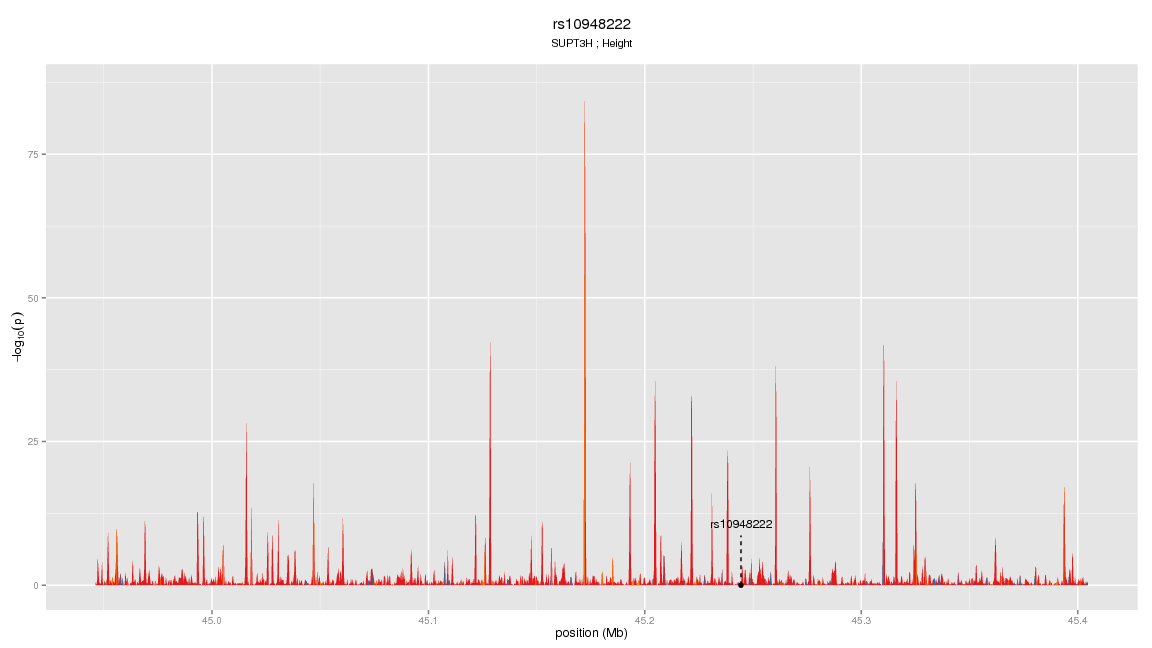 rs10948222
SUPT3H ; Height
75
50
25
0
−log10(p)
rs10948222
45.0 45.1 45.2 45.3 45.4
position (Mb)